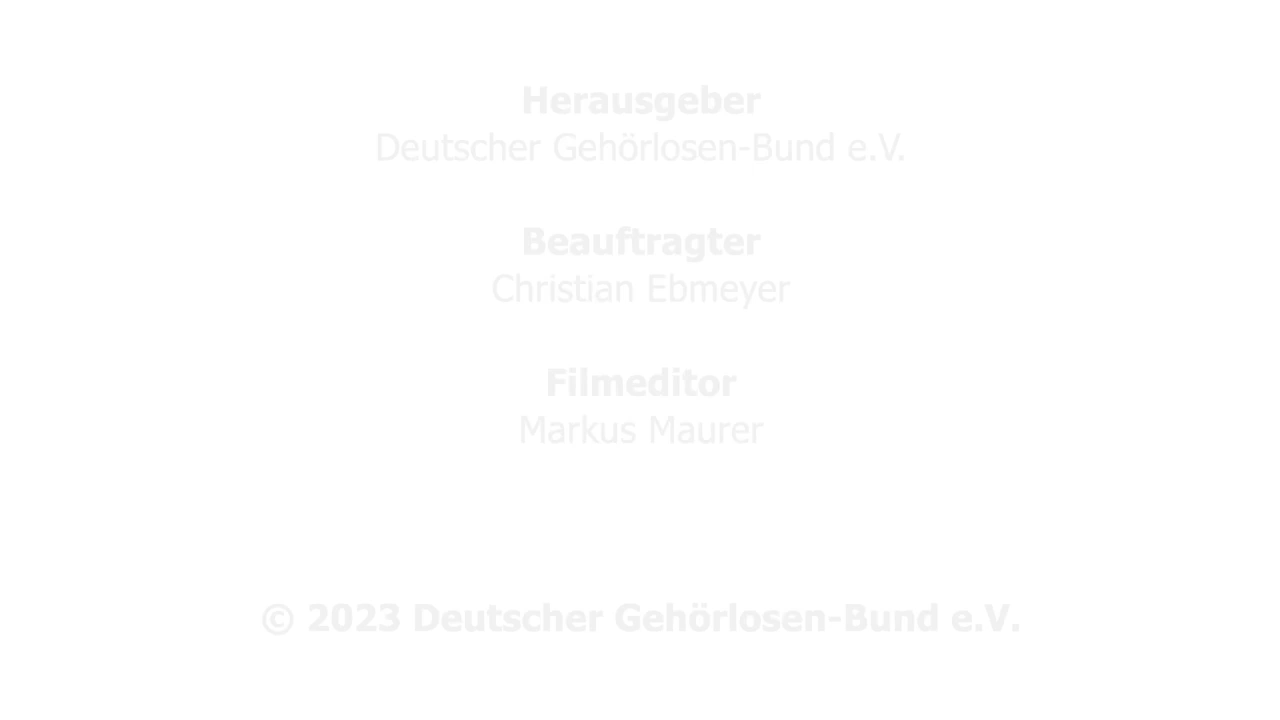 Herausgeber
Deutscher Gehörlosen-Bund e.V.
Beauftragter
Christian Ebmeyer
Filmeditor
Markus Maurer
© 2023 Deutscher Gehörlosen-Bund e.V.